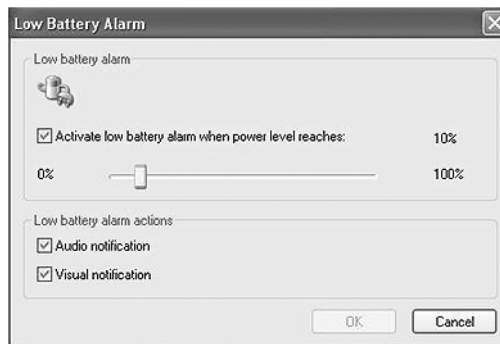 Low Battery Alarm
Low battery alarm
Activate low battery alarm when power level reaches: 10%
0% 100%
Low battery alarm actions
Audio notification
Visual notification
OK Cancel